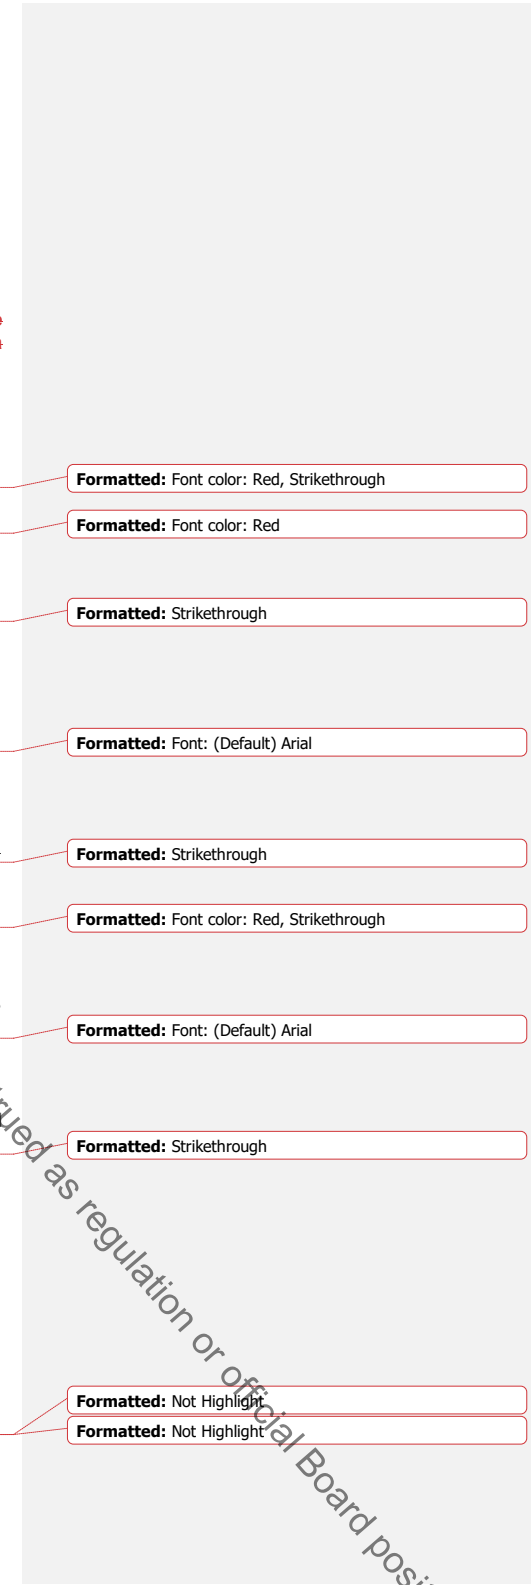 Formatted: Font color: Red, Strikethrough
Formatted: Font color: Red
Formatted: Strikethrough
Formatted: Font: (Default) Arial
Formatted: Strikethrough
Formatted: Font color: Red, Strikethrough
Formatted: Font: (Default) Arial
Formatted: Strikethrough
as regulation or official Board
Formatted: Not Highlight
Formatted: Not Highlight